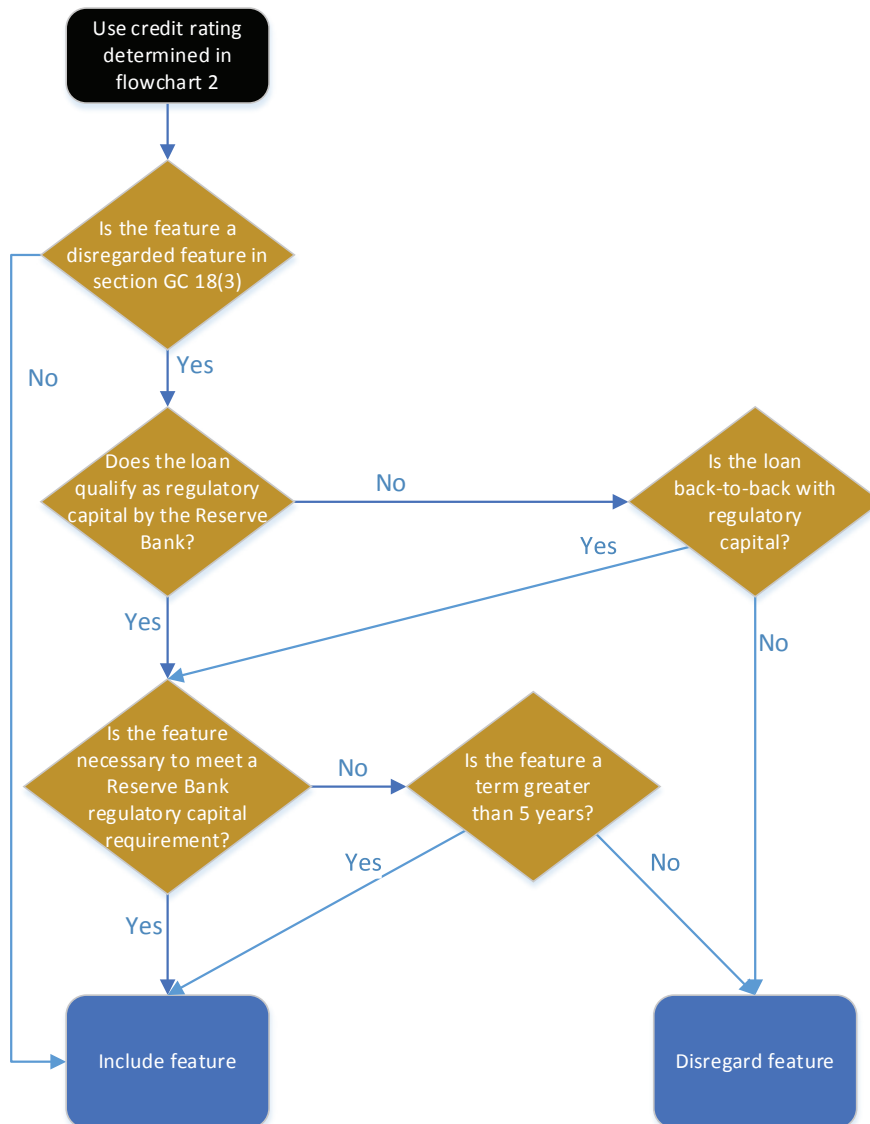 Use credit rating
determined in
flowchart 2
Is the feature a
disregarded feature in
section GC 18(3)
No
Yes
Does the loan
qualify as regulatory
capital by the Reserve
Bank?
No
Is the loan
back-to-back with
regulatory
capital?
Yes
Yes
No
Is the feature
necessary to meet a
Reserve Bank
regulatory capital
requirement?
No
Is the feature a
term greater
than 5 years?
Yes
No
Yes
Include feature
Disregard feature